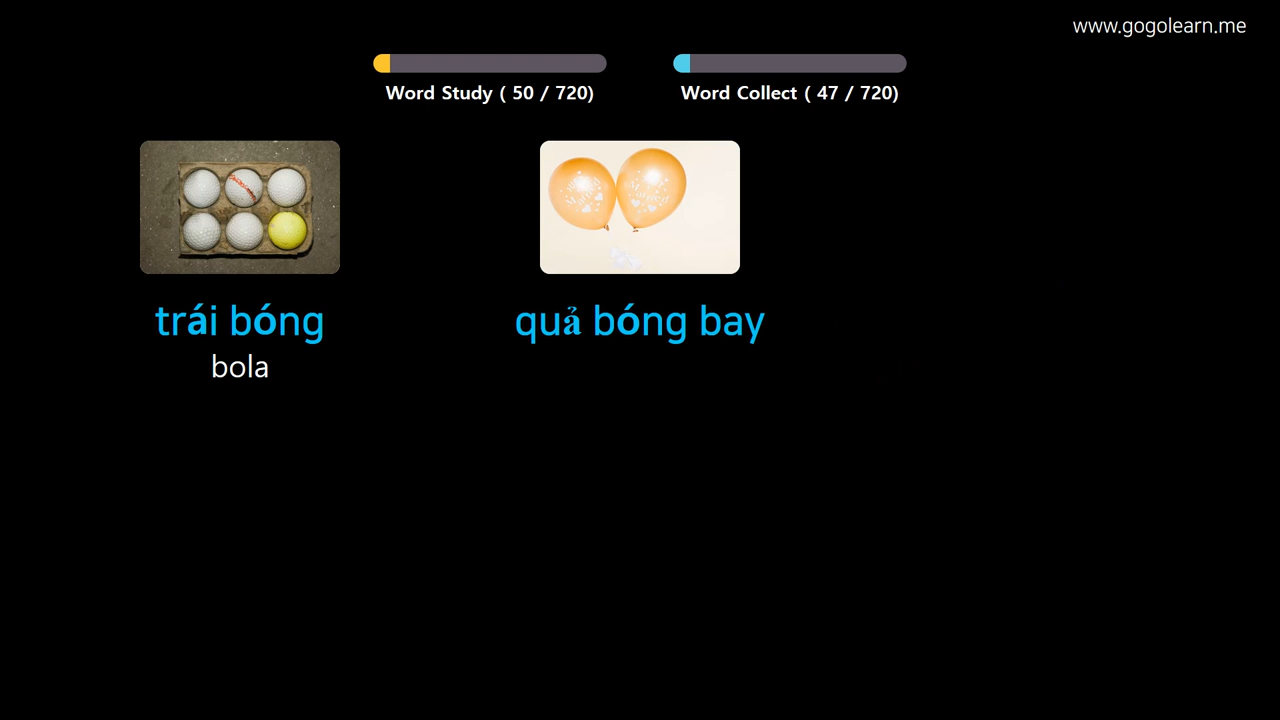 www.gogolearn.me
Word Study ( 50 / 720)
Word Collect ( 47 / 720)
trái bóng
quả bóng bay
bola